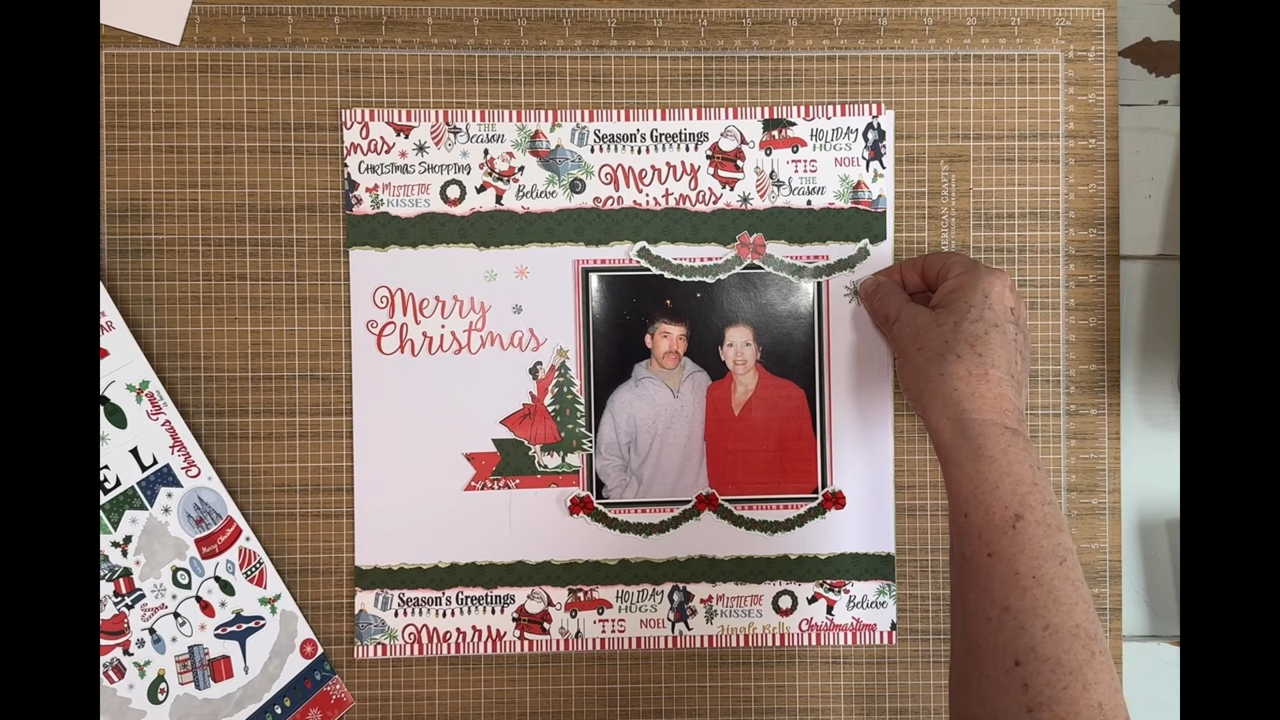 THE
Season
Season's Greetings
HOLIDAY
HUGS
CHRISTMAS SHOPPING
Merry
Christmas
'TIS
THE
Season
NOEL
MISTLETOE
KISSES
Believe
AMERICAN CRAFTS™
Merry
Christmas
Christmas Time
E L
Merry Christmas
Season's Greetings
HOLIDAY
HUGS
MISTLETOE
KISSES
Believe
Merry
'TIS
NOEL
Jingle Bells
Christmastime